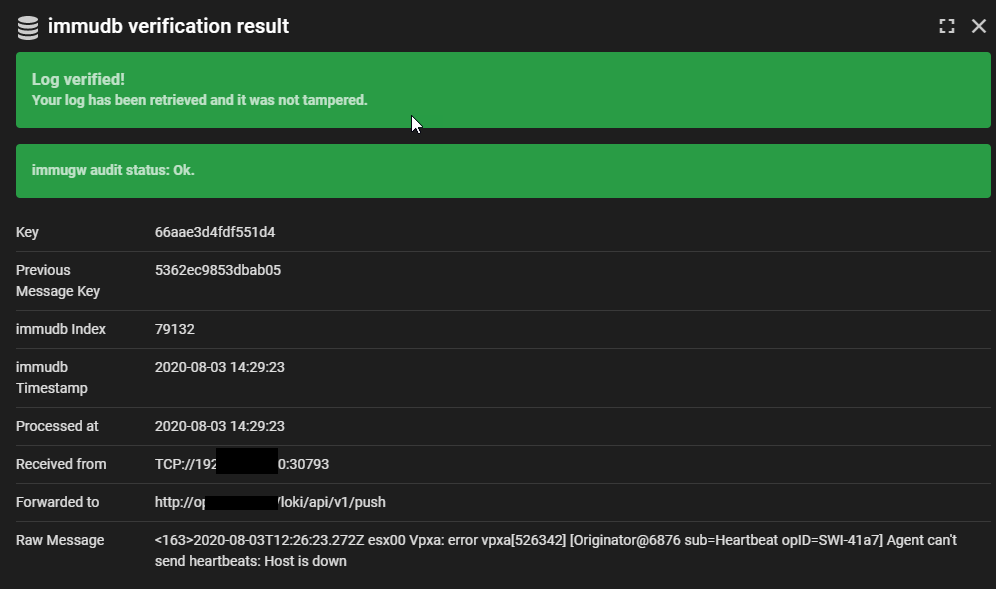 immudb verification result
Log verified!
Your log has been retrieved and it was not tampered.
immugw audit status: Ok.
Key 66aae3d4fdf551d4
Previous Message Key 5362ec9853dbab05
immudb Index 79132
immudb Timestamp 2020-08-03 14:29:23
Processed at 2020-08-03 14:29:23
Received from TCP://192 0:30793
Forwarded to http://op /loki/api/v1/push
Raw Message <163>2020-08-03T12:26:23.272Z esx00 Vpxa: error vpxa[526342] [Originator@6876 sub=Heartbeat opID=SWI-41a7] Agent can't
send heartbeats: Host is down